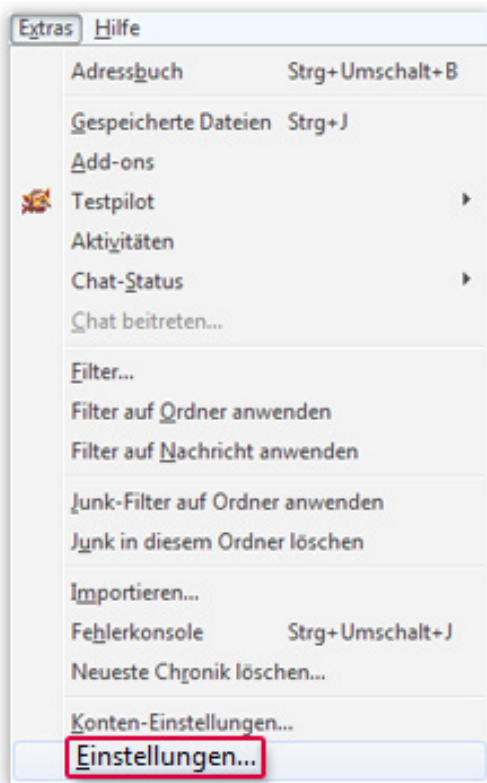 Extras Hilfe
Adressbuch Strg+Umschalt+B
Gespeicherte Dateien Strg+J
Add-ons
Testpilot
Aktivitäten
Chat-Status
Chat beitreten...
Filter...
Filter auf Ordner anwenden
Filter auf Nachricht anwenden
Junk-Filter auf Ordner anwenden
Junk in diesem Ordner löschen
Importieren...
Fehlerkonsole Strg+Umschalt+J
Neueste Chronik löschen...
Konten-Einstellungen...
Einstellungen...